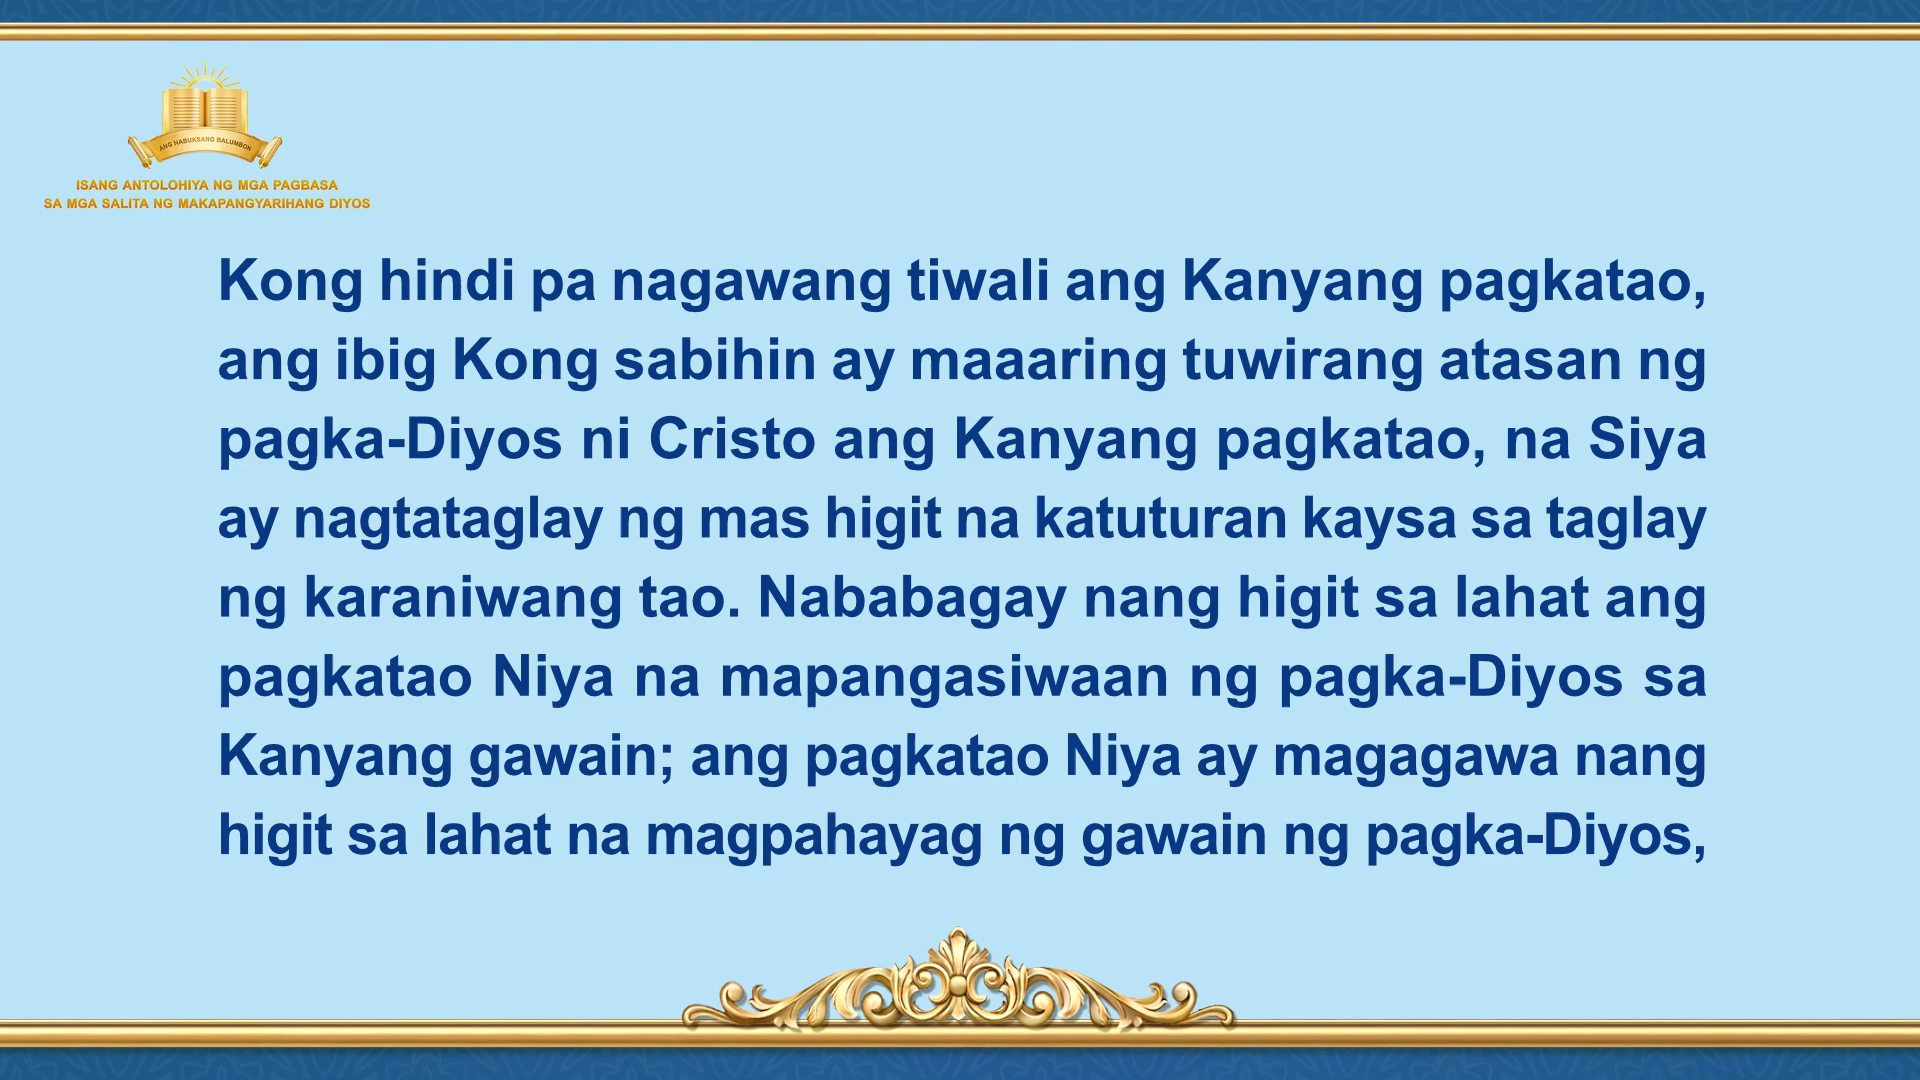 ANG NABUKSANG BALUMBON
ISANG ANTOLOHIYA NG MGA PAGBASA
SA MGA SALITA NG MAKAPANGYARIHANG DIYOS
Kong hindi pa nagawang tiwali ang Kanyang pagkatao,
ang ibig Kong sabihin ay maaaring tuwirang atasan ng
pagka-Diyos ni Cristo ang Kanyang pagkatao, na Siya
ay nagtataglay ng mas higit na katuturan kaysa sa taglay
ng karaniwang tao. Nababagay nang higit sa lahat ang
pagkatao Niya na mapangasiwaan ng pagka-Diyos sa
Kanyang gawain; ang pagkatao Niya ay magagawa nang
higit sa lahat na magpahayag ng gawain ng pagka-Diyos,